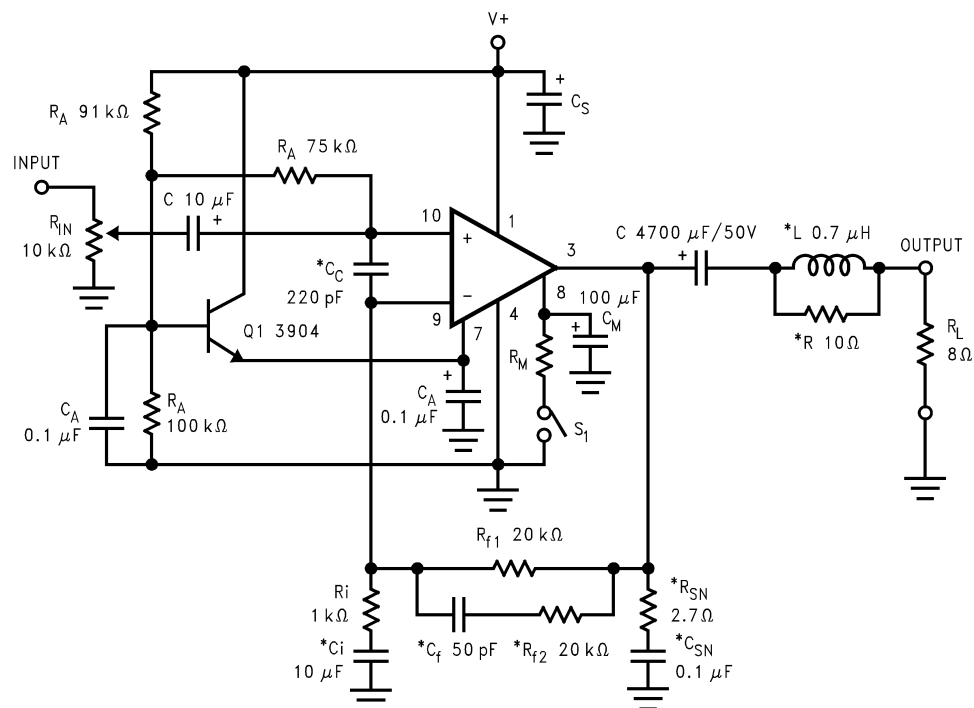 V+
+
C_S
R_A 91 kΩ
R_A 75 kΩ
INPUT
C 10 μF
+
R_IN
10 kΩ
10
+
1
*C_C
220 pF
−
9
3
8
C 4700 μF/50V
+
*L 0.7 μH
OUTPUT
100 μF
+
C_M
*R 10Ω
R_L
8Ω
Q1 3904
7
4
R_M
C_A
0.1 μF
R_A
100 kΩ
+
C_A
0.1 μF
S_1
R_f1 20 kΩ
Ri
1 kΩ
*Ci
10 μF
*C_f 50 pF
*R_f2 20 kΩ
*R_SN
2.7Ω
*C_SN
0.1 μF